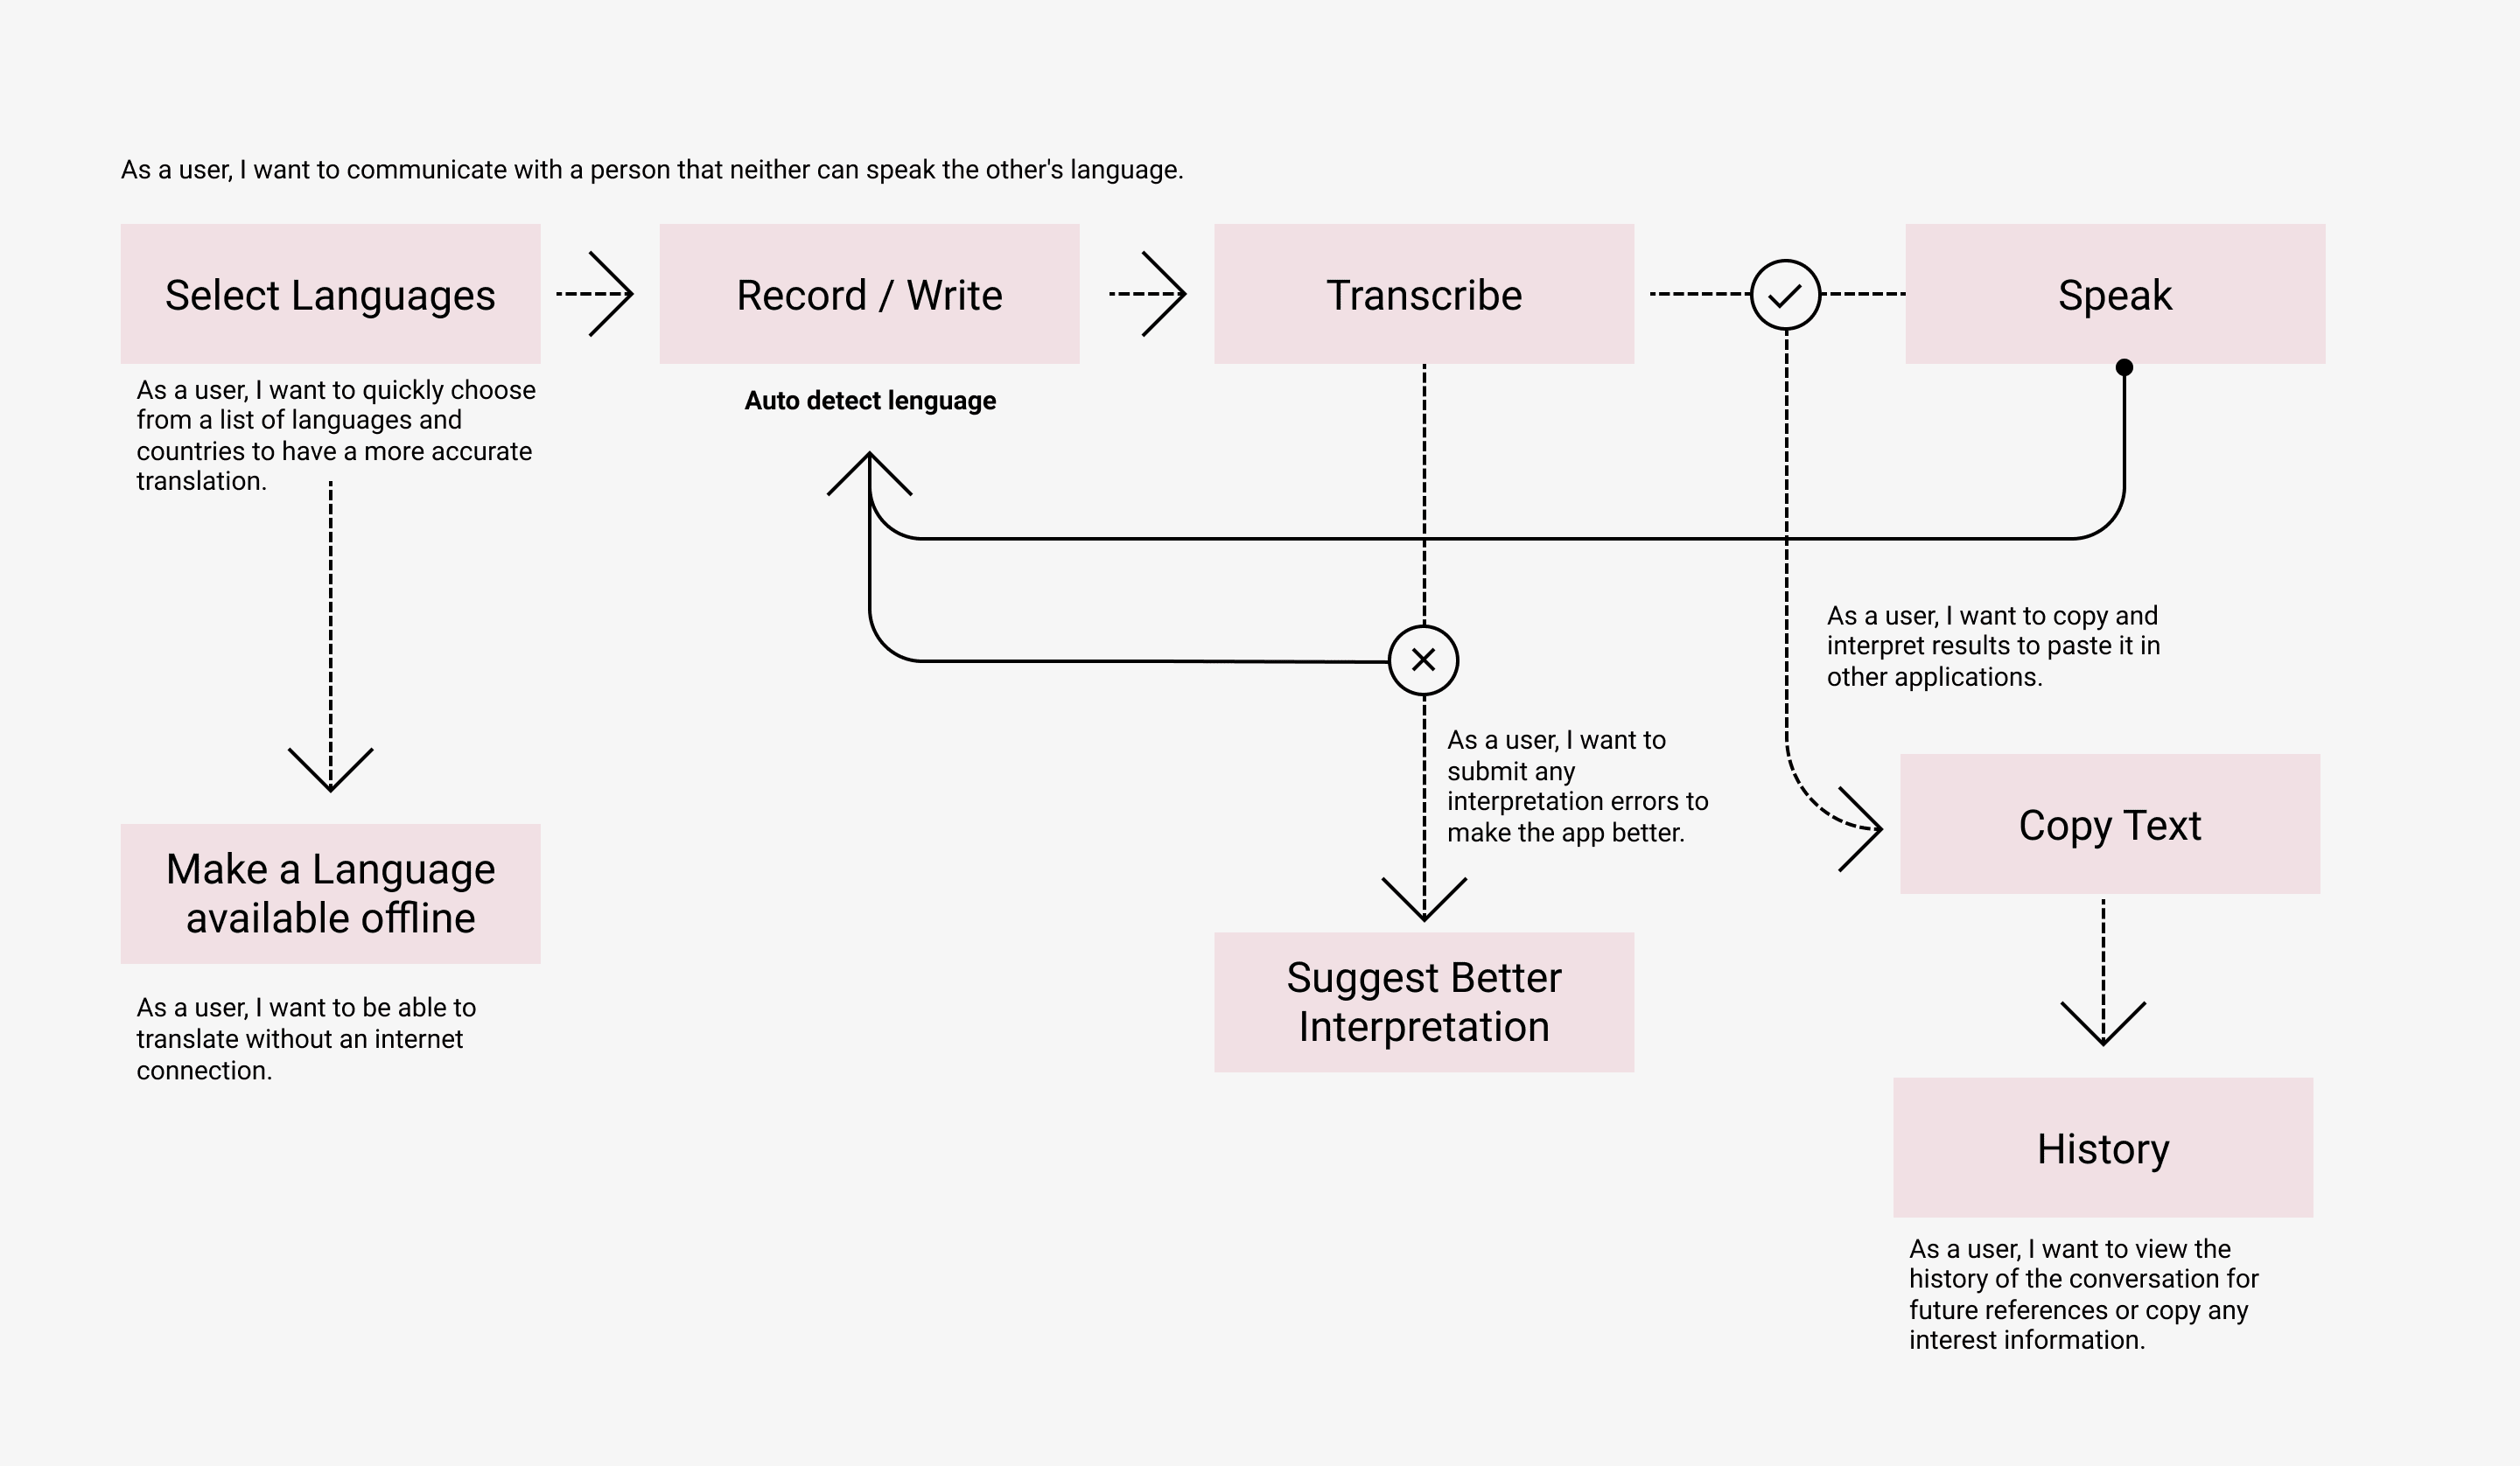 As a user, I want to communicate with a person that neither can speak the other's language.
Select Languages
Record / Write
Transcribe
Speak
As a user, I want to quickly choose
from a list of languages and
countries to have a more accurate
translation.
Auto detect lenguage
As a user, I want to copy and
interpret results to paste it in
other applications.
As a user, I want to
submit any
interpretation errors to
make the app better.
Copy Text
Make a Language
available offline
Suggest Better
Interpretation
As a user, I want to be able to
translate without an internet
connection.
History
As a user, I want to view the
history of the conversation for
future references or copy any
interest information.